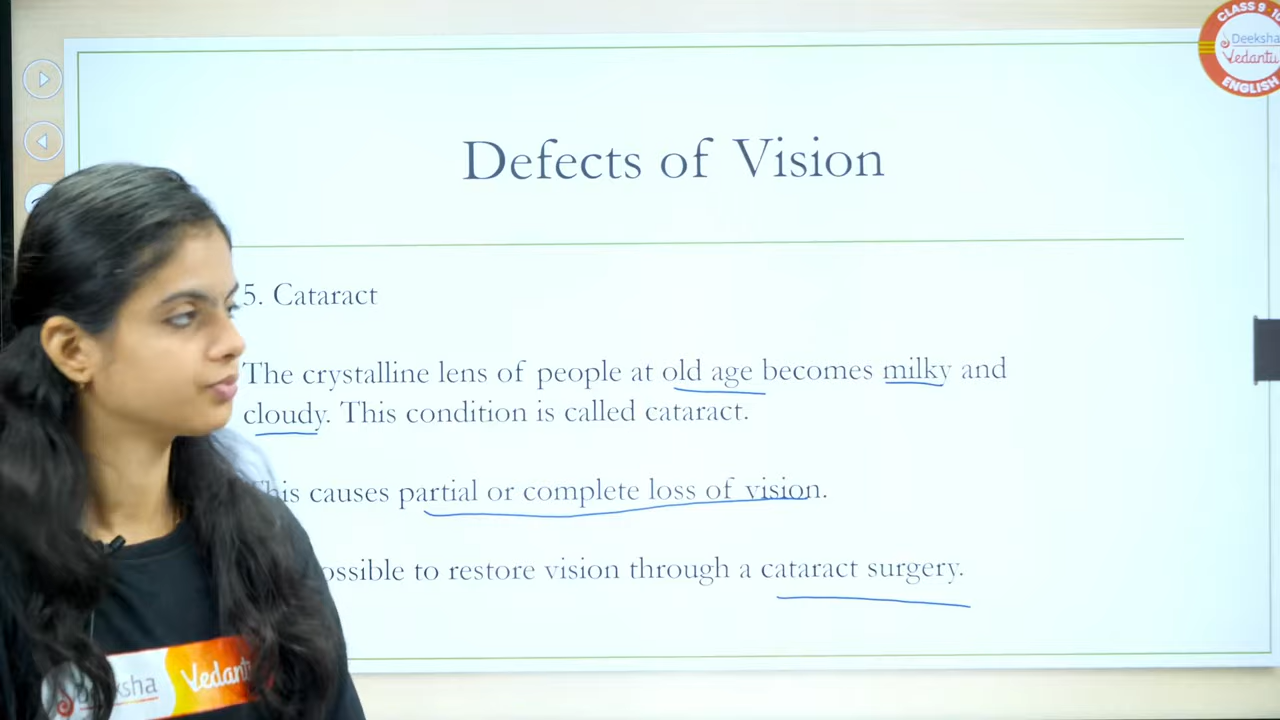 CLASS 9-10
Deeksha
Vedantu
ENGLISH
Defects of Vision
5. Cataract
The crystalline lens of people at old age becomes milky and
cloudy. This condition is called cataract.
This causes partial or complete loss of vision.
possible to restore vision through a cataract surgery.
Deeksha
Vedantu